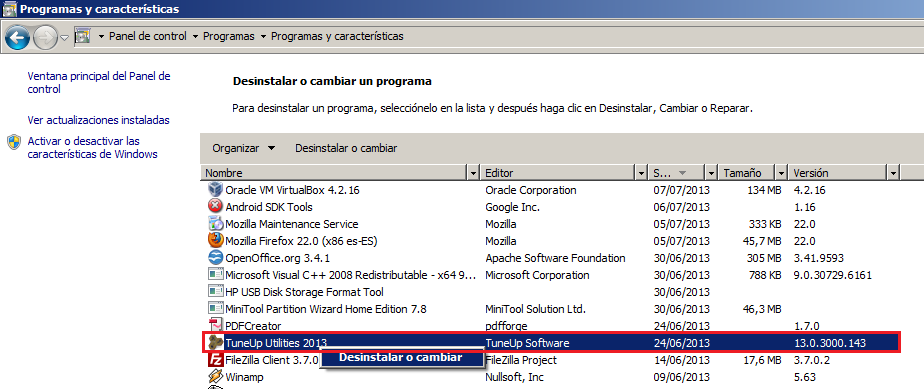 Programas y características
Panel de control Programas Programas y características
Ventana principal del Panel de control
Ver actualizaciones instaladas
Activar o desactivar las características de Windows
Desinstalar o cambiar un programa
Para desinstalar un programa, selecciónelo en la lista y después haga clic en Desinstalar, Cambiar o Reparar.
Organizar Desinstalar o cambiar
Nombre Editor S... Tamaño Versión
Oracle VM VirtualBox 4.2.16 Oracle Corporation 07/07/2013 134 MB 4.2.16
Android SDK Tools Google Inc. 06/07/2013 1.16
Mozilla Maintenance Service Mozilla 05/07/2013 333 KB 22.0
Mozilla Firefox 22.0 (x86 es-ES) Mozilla 05/07/2013 45,7 MB 22.0
OpenOffice.org 3.4.1 Apache Software Foundation 30/06/2013 305 MB 3.41.9593
Microsoft Visual C++ 2008 Redistributable - x64 9... Microsoft Corporation 30/06/2013 788 KB 9.0.30729.6161
HP USB Disk Storage Format Tool 30/06/2013
MiniTool Partition Wizard Home Edition 7.8 MiniTool Solution Ltd. 30/06/2013 46,3 MB
PDFCreator pdfforge 24/06/2013 1.7.0
TuneUp Utilities 2013 TuneUp Software 24/06/2013 13.0.3000.143
Desinstalar o cambiar
FileZilla Client 3.7.0 FileZilla Project 14/06/2013 17,6 MB 3.7.0.2
Winamp Nullsoft, Inc 09/06/2013 5.63